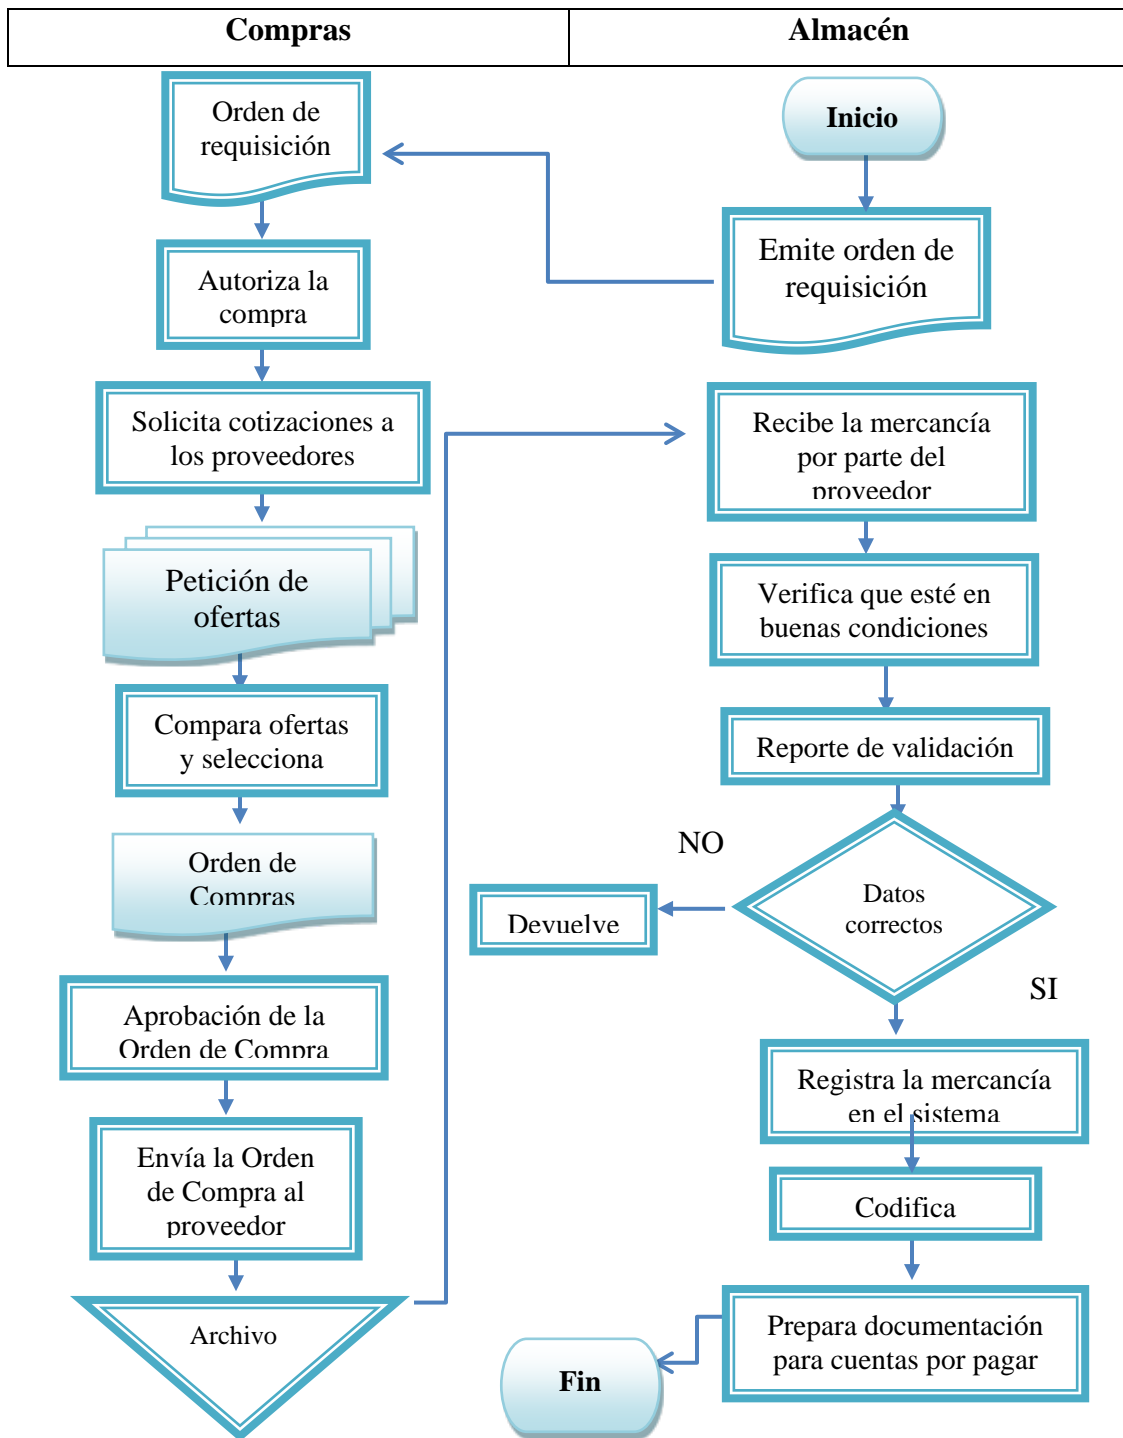 Compras
Almacén
Orden de
requisición
Autoriza la
compra
Solicita cotizaciones a
los proveedores
Petición de
ofertas
Compara ofertas
y selecciona
Orden de
Compras
Aprobación de la
Orden de Compra
Envía la Orden
de Compra al
proveedor
Archivo
Inicio
Emite orden de
requisición
Recibe la mercancía
por parte del
proveedor
Verifica que esté en
buenas condiciones
Reporte de validación
NO
Datos
correctos
Devuelve
SI
Registra la mercancía
en el sistema
Codifica
Prepara documentación
para cuentas por pagar
Fin